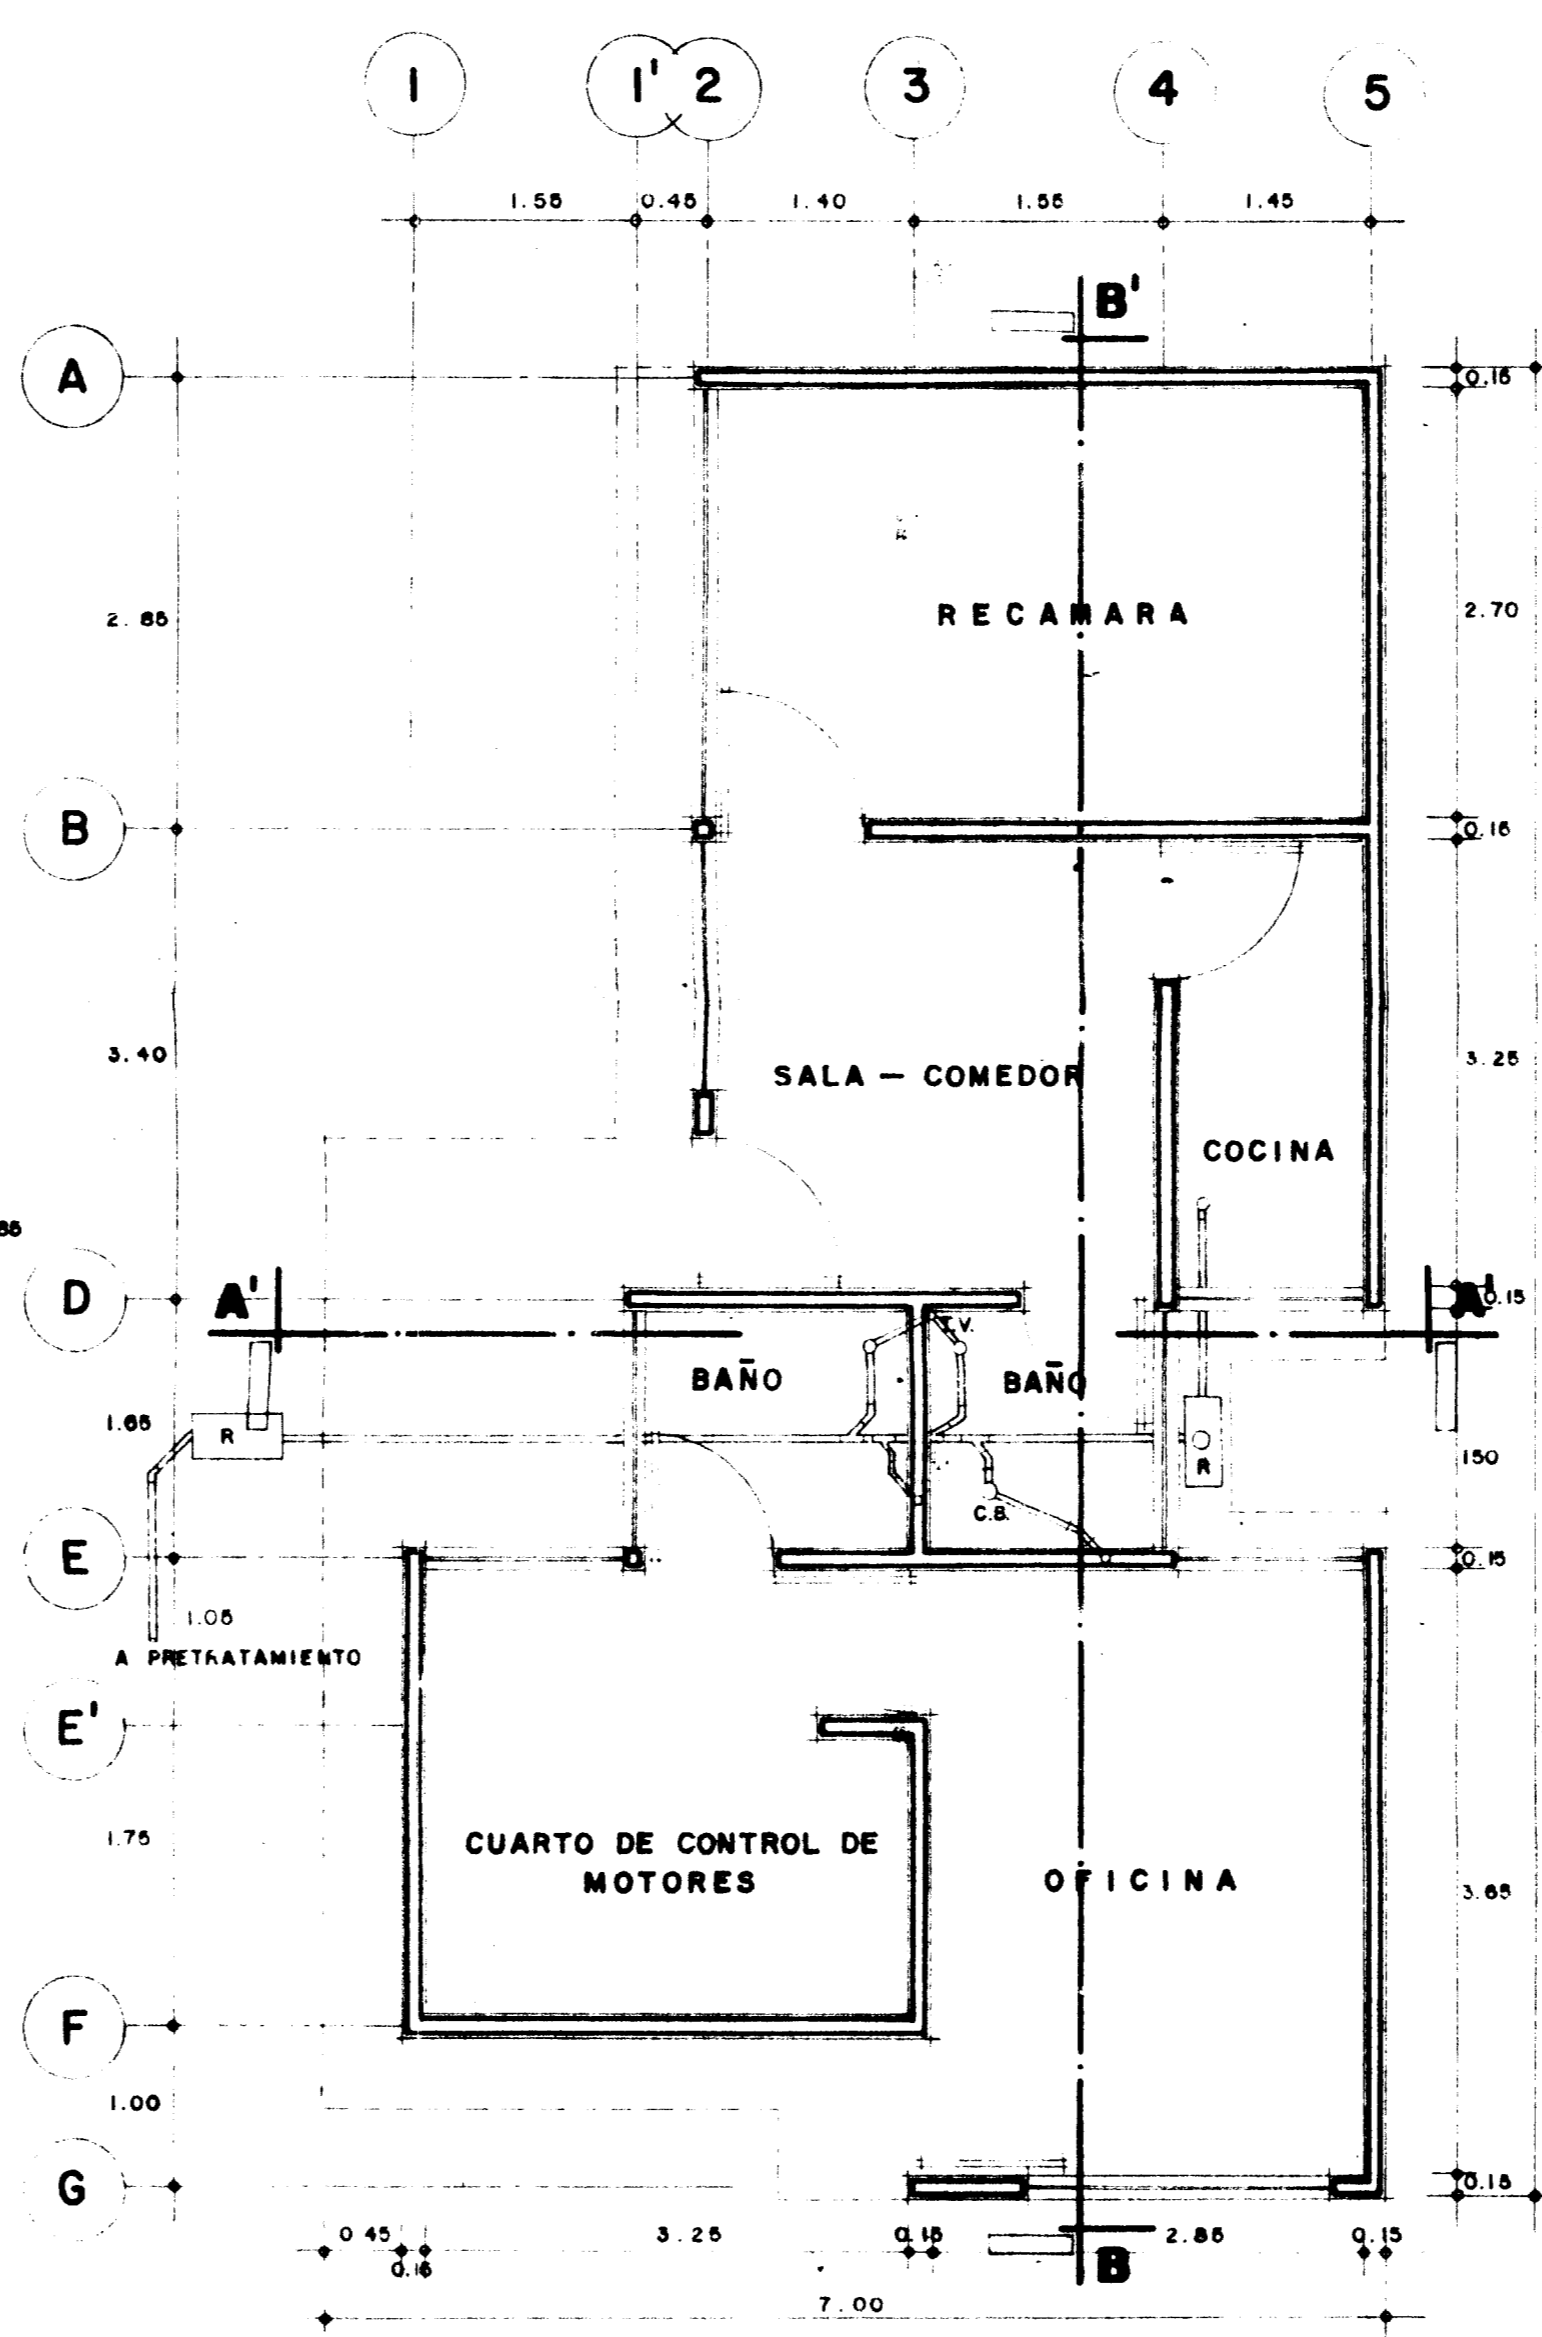 1 1' 2 3 4 5
1.55 0.45 1.40 1.55 1.45
B'
A
0.15
2.85
RECAMARA
2.70
B
0.15
3.40
SALA — COMEDOR
3.25
COCINA
D
A'
A'
0.15
T.V.
BAÑO
BAÑO
1.65
R
150
R
C.B.
E
0.15
1.05
A PRETRATAMIENTO
E'
1.75
CUARTO DE CONTROL DE
MOTORES
OFICINA
3.65
F
1.00
G
0.15
0.45 3.25 0.15 2.85 0.15
0.15
B
7.00